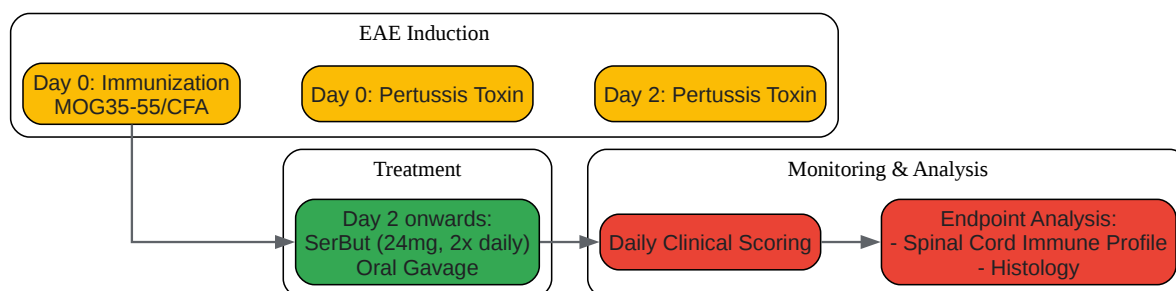 EAE Induction
Day 0: Immunization
MOG35-55/CFA
Day 0: Pertussis Toxin
Day 2: Pertussis Toxin
Treatment
Day 2 onwards:
SerBut (24mg, 2x daily)
Oral Gavage
Monitoring & Analysis
Daily Clinical Scoring
Endpoint Analysis:
- Spinal Cord Immune Profile
- Histology